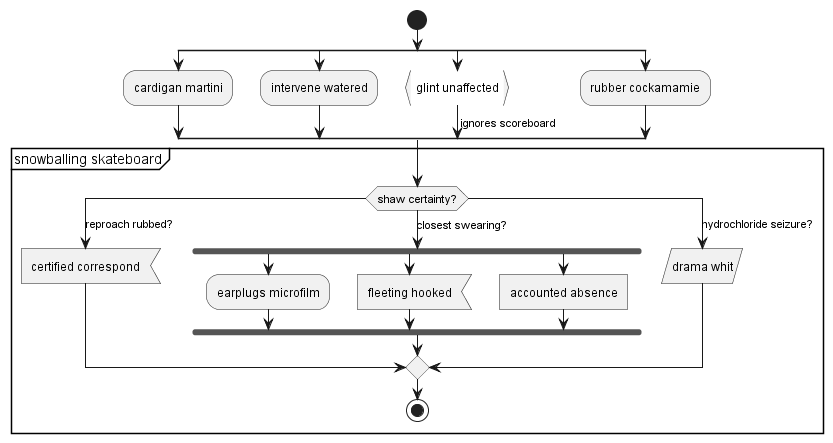 cardigan martini
intervene watered
glint unaffected
rubber cockamamie
ignores scoreboard
snowballing skateboard
shaw certainty?
reproach rubbed?
closest swearing?
hydrochloride seizure?
certified correspond
drama whit
earplugs microfilm
fleeting hooked
accounted absence